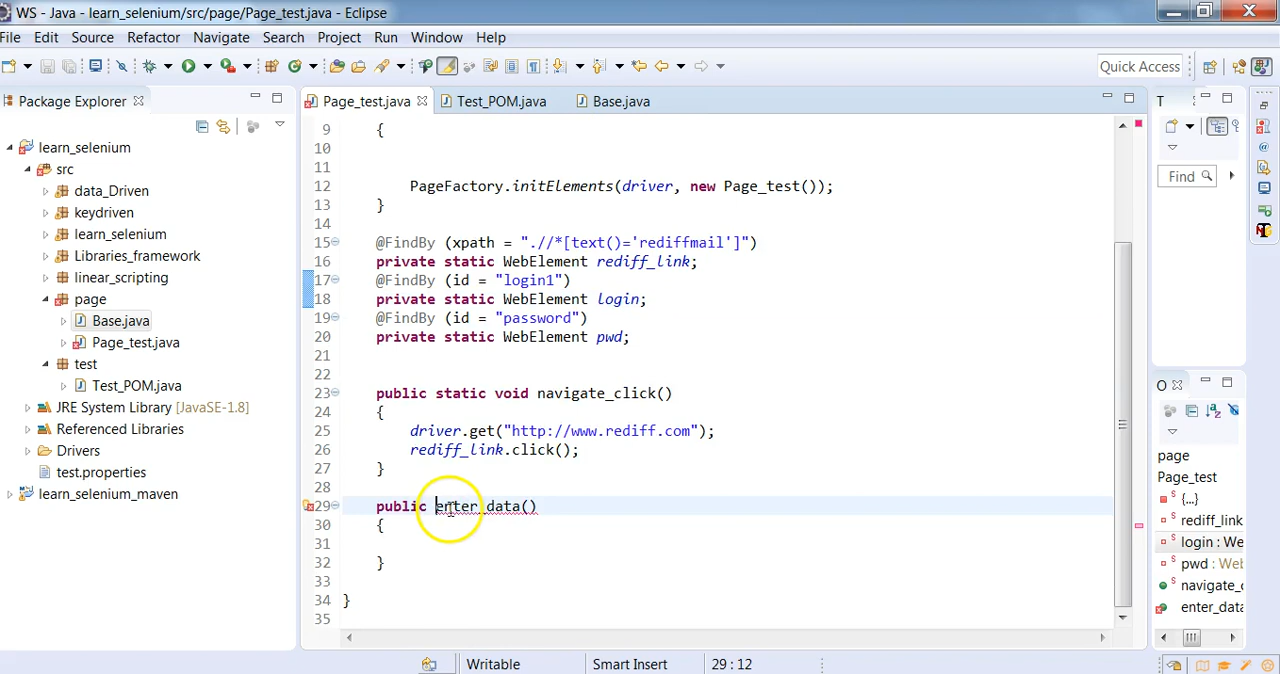 WS - Java - learn_selenium/src/page/Page_test.java - Eclipse
File Edit Source Refactor Navigate Search Project Run Window Help
Quick Access
Package Explorer
Page_test.java
Test_POM.java
Base.java
T
learn_selenium
src
data_Driven
keydriven
learn_selenium
Libraries_framework
linear_scripting
page
Base.java
Page_test.java
test
Test_POM.java
JRE System Library [JavaSE-1.8]
Referenced Libraries
Drivers
test.properties
learn_selenium_maven
9 {
10
11
12 PageFactory.initElements(driver, new Page_test());
13 }
14
15 @FindBy (xpath = ".//*[text()='rediffmail']")
16 private static WebElement rediff_link;
17 @FindBy (id = "login1")
18 private static WebElement login;
19 @FindBy (id = "password")
20 private static WebElement pwd;
21
22
23 public static void navigate_click()
24 {
25 driver.get("http://www.rediff.com");
26 rediff_link.click();
27 }
28
29 public enter_data()
30 {
31
32 }
33
34 }
35
Find
O
page
Page_test
{...}
rediff_link
login : We
pwd : Web
navigate_c
enter_data
Writable
Smart Insert
29 : 12